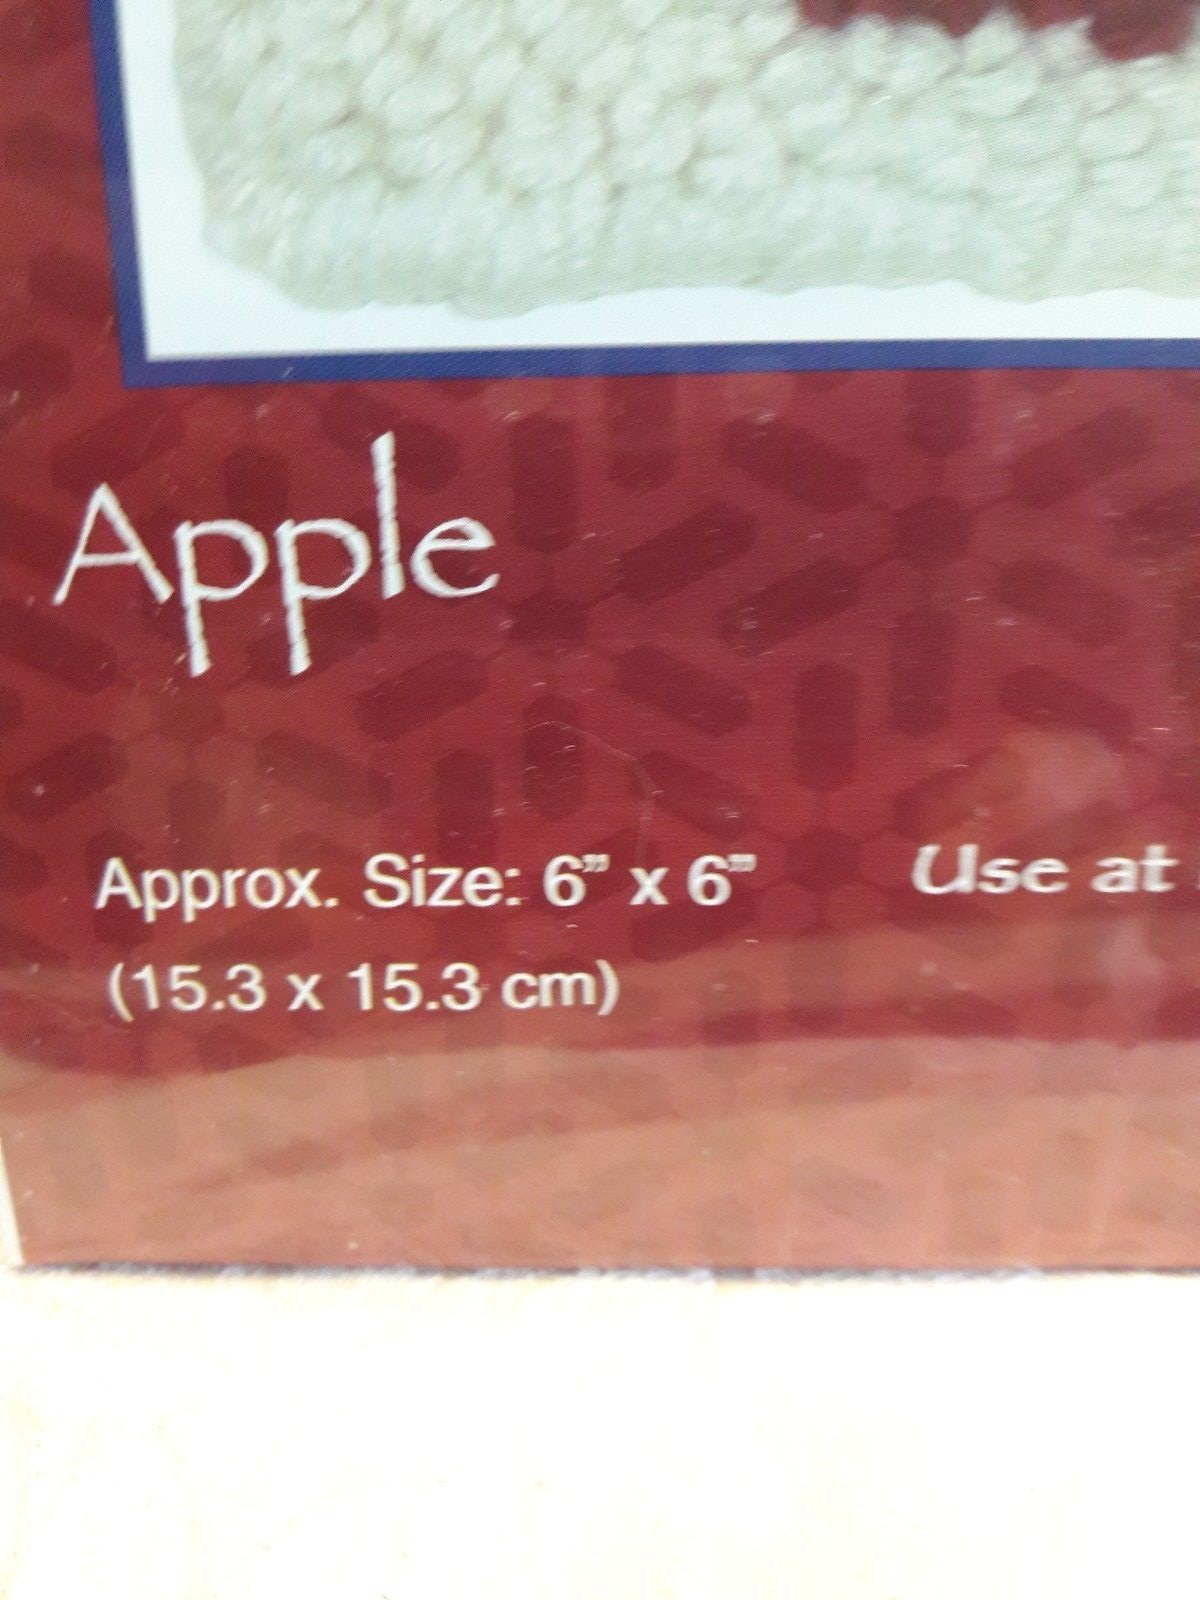 Apple
Approx. Size: 6” x 6”
Use at
(15.3 x 15.3 cm)